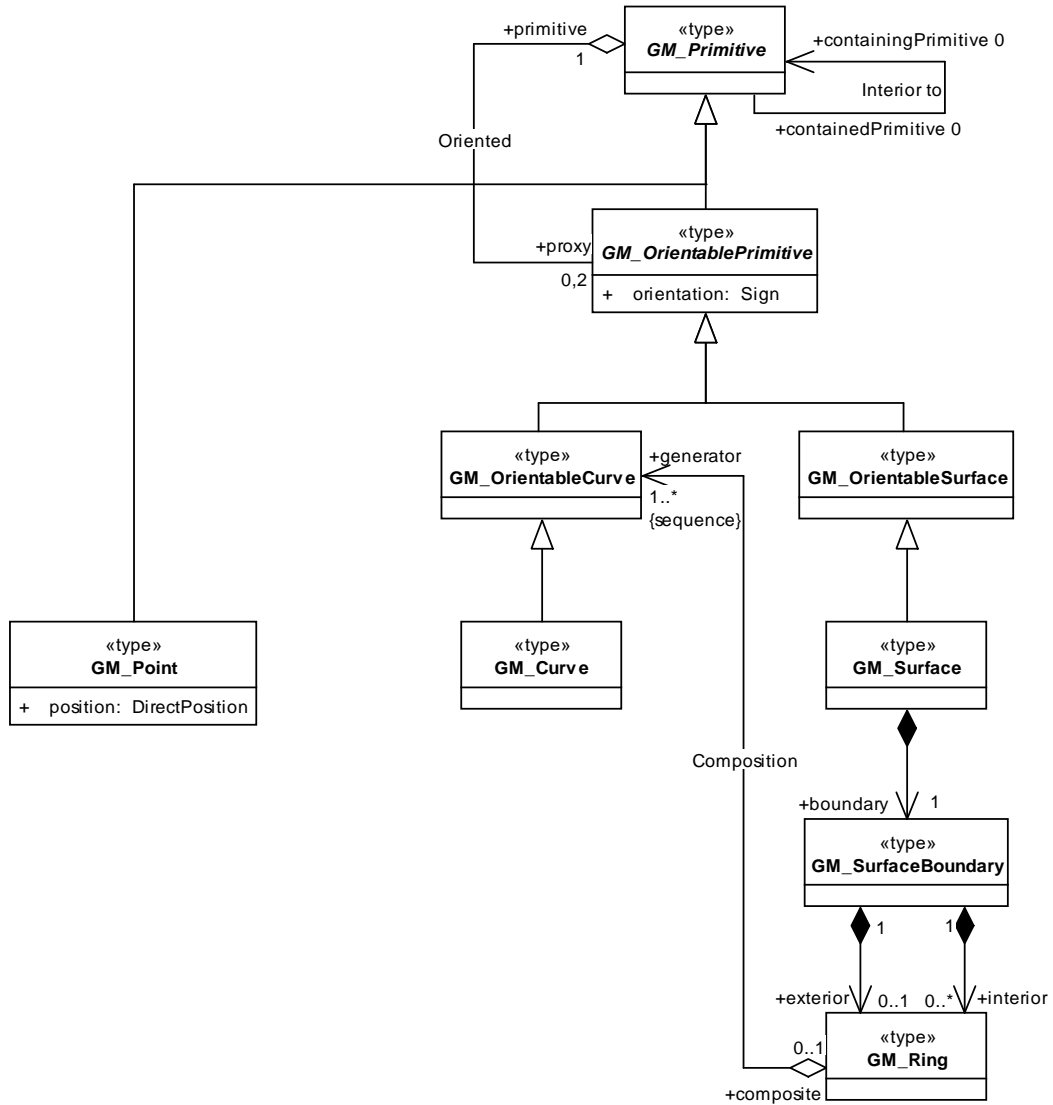 +primitive
1
«type»
GM_Primitive
+containingPrimitive 0
Interior to
+containedPrimitive 0
Oriented
+proxy
0,2
«type»
GM_OrientablePrimitive
+ orientation: Sign
«type»
GM_OrientableCurve
+generator
1..*
{sequence}
«type»
GM_OrientableSurface
«type»
GM_Point
+ position: DirectPosition
«type»
GM_Curve
«type»
GM_Surface
Composition
+boundary 1
«type»
GM_SurfaceBoundary
1 1
+exterior 0..1 0..* +interior
«type»
GM_Ring
0..1
+composite